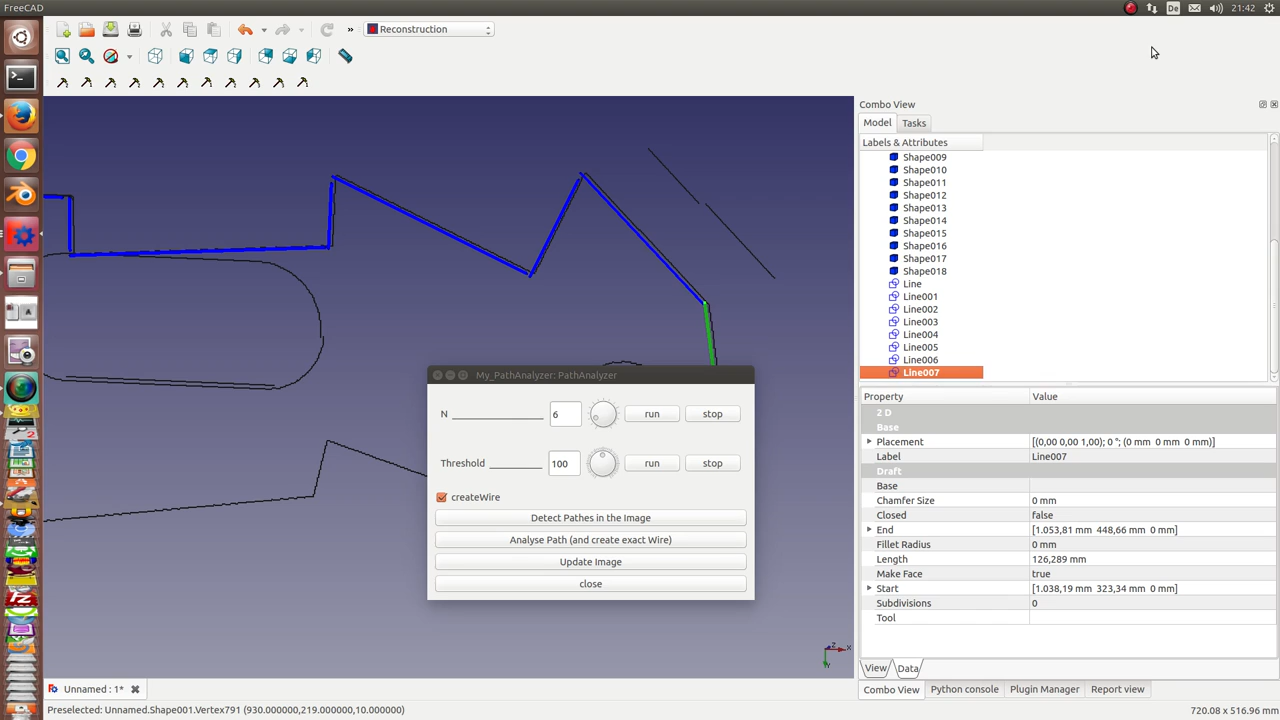 FreeCAD
De
21:42
Reconstruction
Combo View
Model
Tasks
Labels & Attributes
Shape009
Shape010
Shape011
Shape012
Shape013
Shape014
Shape015
Shape016
Shape017
Shape018
Line
Line001
Line002
Line003
Line004
Line005
Line006
Line007
Property Value
2 D
Base
Placement [(0,00 0,00 1,00); 0 °; (0 mm 0 mm 0 mm)]
Label Line007
Draft
Base
Chamfer Size 0 mm
Closed false
End [1.053,81 mm 448,66 mm 0 mm]
Fillet Radius 0 mm
Length 126,289 mm
Make Face true
Start [1.038,19 mm 323,34 mm 0 mm]
Subdivisions 0
Tool
View Data
Combo View Python console Plugin Manager Report view
My_PathAnalyzer: PathAnalyzer
N 6 run stop
Threshold 100 run stop
createWire
Detect Pathes in the Image
Analyse Path (and create exact Wire)
Update Image
close
Unnamed : 1*
Preselected: Unnamed.Shape001.Vertex791 (930.000000,219.000000,10.000000)
720.08 x 516.96 mm